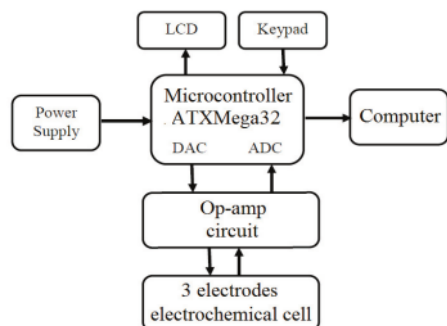 LCD
Keypad
Microcontroller
ATXMega32
DAC ADC
Power
Supply
Computer
Op-amp
circuit
3 electrodes
electrochemical cell